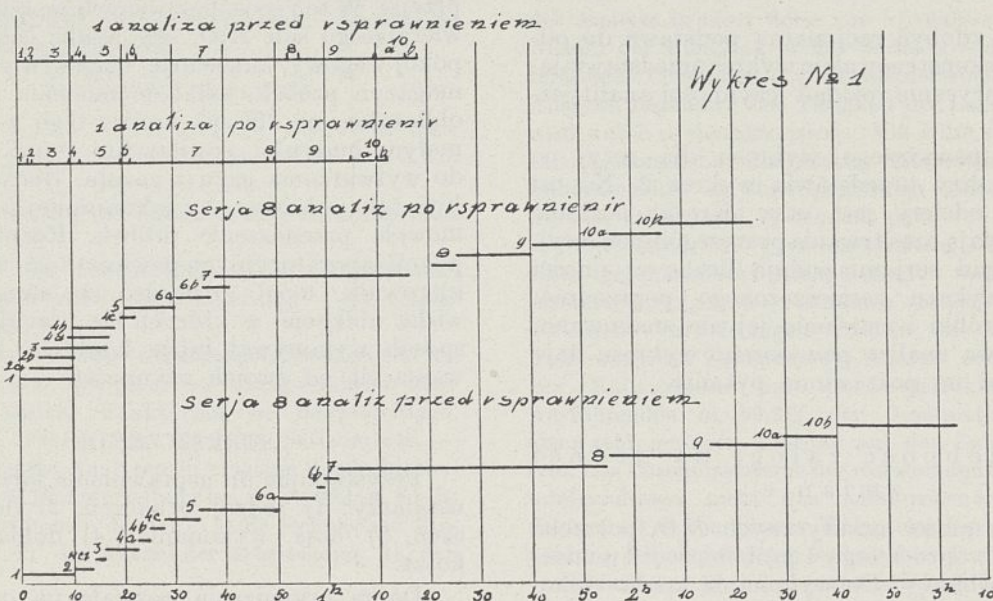 1 analiza przed usprawnieniem
1 2 3 4 5 6 7 8 9 10 a b
Wykres № 1
1 analiza po usprawnieniu
1 2 3 4 5 6 7 8 9 10 a b
Serja 8 analiz po usprawnieniu
10b
10a
9
8
7
6b
6a
5
4c
4b
4a
3
2b
2a
1
Serja 8 analiz przed usprawnieniem
10b
10a
9
8
7
6b
6a
5
4c
4b
4a
3
2
1
0 10 20 30 40 50 1h 10 20 30 40 50 2h 10 20 30 40 50 3h 10